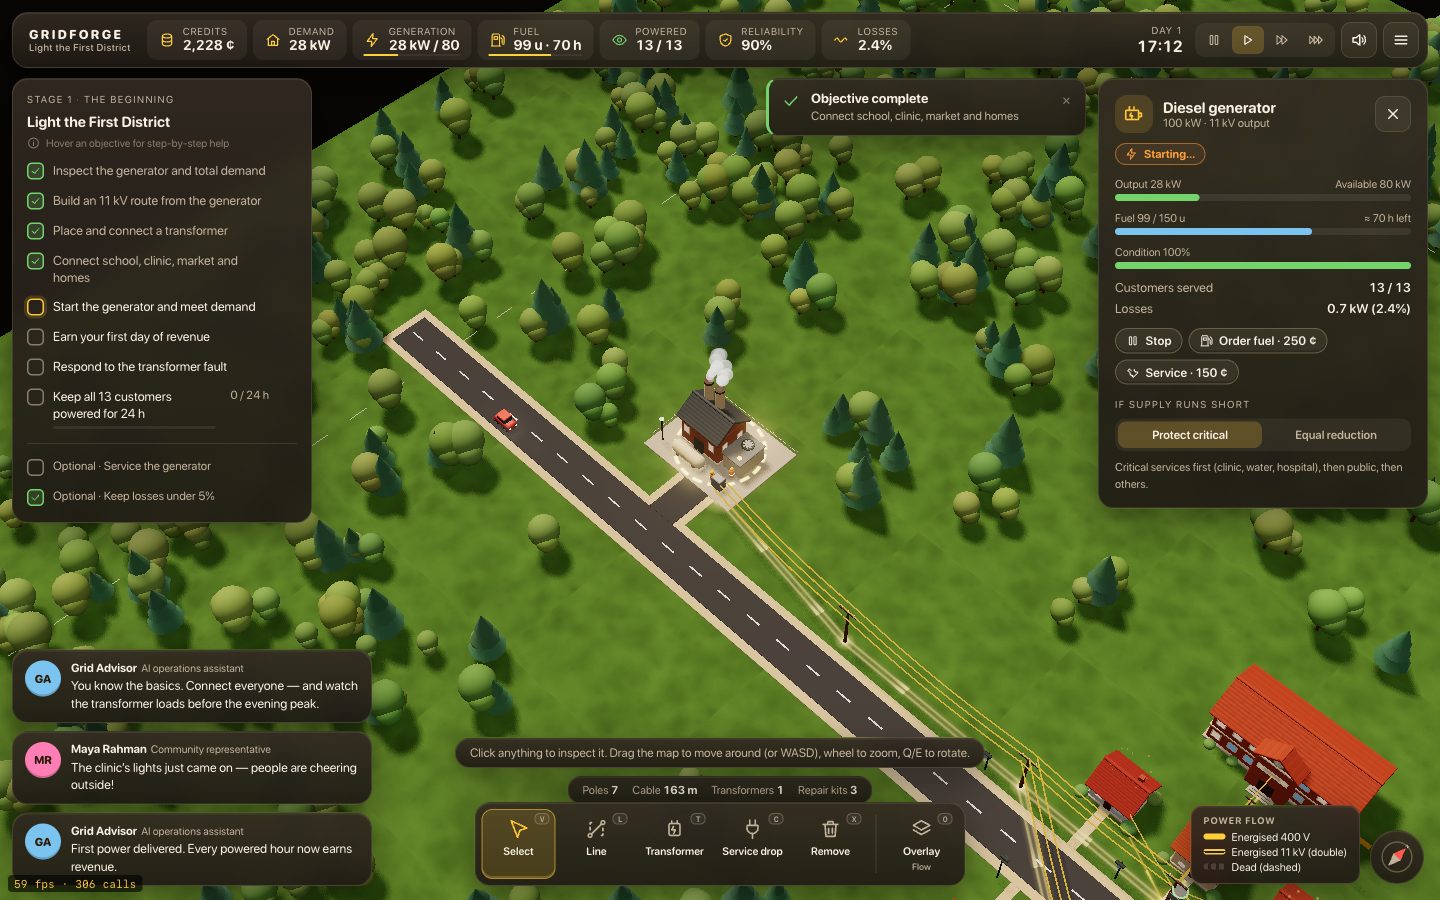 GRIDFORGE
Light the First District
CREDITS
2,228 ¢
DEMAND
28 kW
GENERATION
28 kW / 80
FUEL
99 u · 70 h
POWERED
13 / 13
RELIABILITY
90%
LOSSES
2.4%
DAY 1
17:12
STAGE 1 · THE BEGINNING
Light the First District
Hover an objective for step-by-step help
Inspect the generator and total demand
Build an 11 kV route from the generator
Place and connect a transformer
Connect school, clinic, market and
homes
Start the generator and meet demand
Earn your first day of revenue
Respond to the transformer fault
Keep all 13 customers 0 / 24 h
powered for 24 h
Optional · Service the generator
Optional · Keep losses under 5%
Objective complete
Connect school, clinic, market and homes
Diesel generator
100 kW · 11 kV output
Starting...
Output 28 kW Available 80 kW
Fuel 99 / 150 u ≈ 70 h left
Condition 100%
Customers served 13 / 13
Losses 0.7 kW (2.4%)
Stop
Order fuel · 250 ¢
Service · 150 ¢
IF SUPPLY RUNS SHORT
Protect critical
Equal reduction
Critical services first (clinic, water, hospital), then public, then
others.
GA
Grid Advisor AI operations assistant
You know the basics. Connect everyone — and watch
the transformer loads before the evening peak.
MR
Maya Rahman Community representative
The clinic's lights just came on — people are cheering
outside!
GA
Grid Advisor AI operations assistant
First power delivered. Every powered hour now earns
revenue.
59 fps · 306 calls
Click anything to inspect it. Drag the map to move around (or WASD), wheel to zoom, Q/E to rotate.
Poles 7 Cable 163 m Transformers 1 Repair kits 3
V
Select
L
Line
T
Transformer
C
Service drop
X
Remove
O
Overlay
Flow
POWER FLOW
Energised 400 V
Energised 11 kV (double)
Dead (dashed)